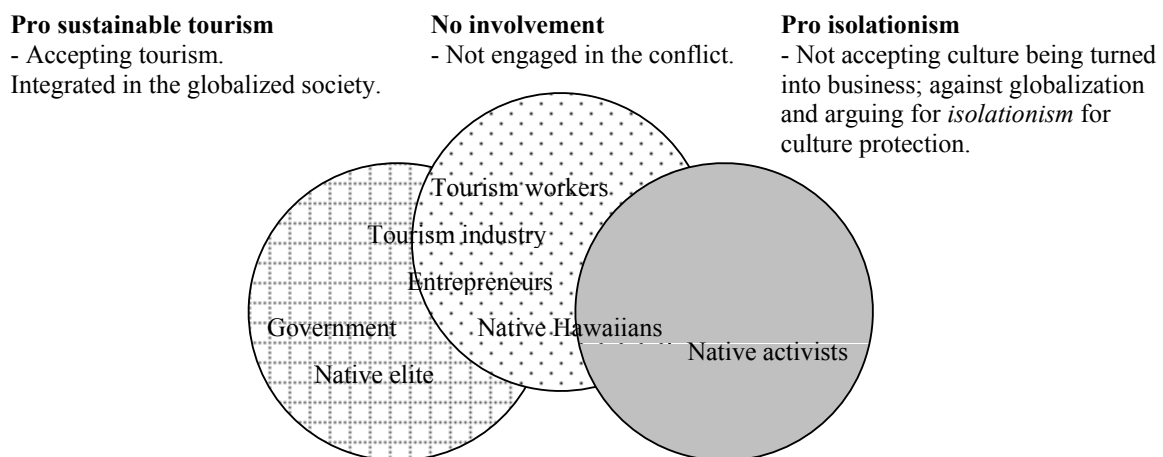 Pro sustainable tourism
- Accepting tourism.
Integrated in the globalized society.
No involvement
- Not engaged in the conflict.
Pro isolationism
- Not accepting culture being turned
into business; against globalization
and arguing for isolationism for
culture protection.
Tourism workers
Tourism industry
Entrepreneurs
Government
Native Hawaiians
Native activists
Native elite